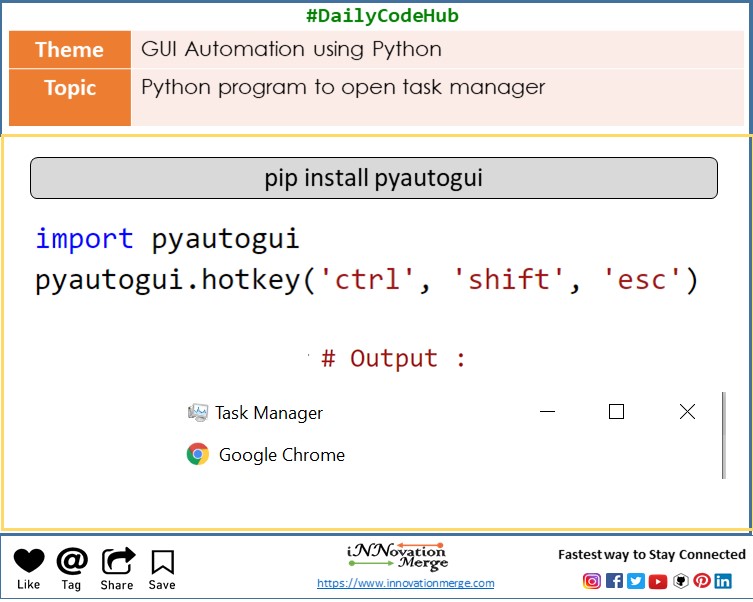 #DailyCodeHub
Theme GUI Automation using Python
Topic Python program to open task manager
pip install pyautogui
import pyautogui
pyautogui.hotkey('ctrl', 'shift', 'esc')
# Output :
Task Manager
Google Chrome
Like Tag Share Save
iNNovation
Merge
https://www.innovationmerge.com
Fastest way to Stay Connected